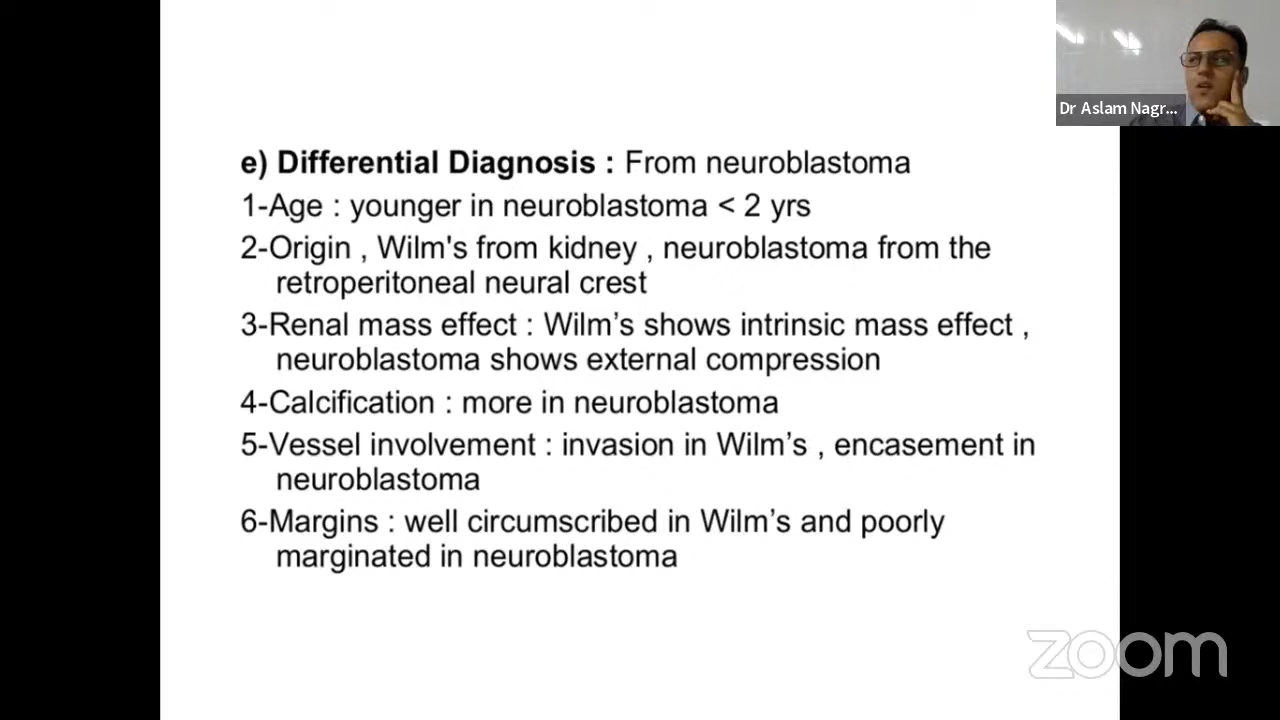 Dr Aslam Nagr...
e) Differential Diagnosis : From neuroblastoma
1-Age : younger in neuroblastoma < 2 yrs
2-Origin , Wilm's from kidney , neuroblastoma from the
retroperitoneal neural crest
3-Renal mass effect : Wilm’s shows intrinsic mass effect ,
neuroblastoma shows external compression
4-Calcification : more in neuroblastoma
5-Vessel involvement : invasion in Wilm’s , encasement in
neuroblastoma
6-Margins : well circumscribed in Wilm’s and poorly
marginated in neuroblastoma
zoom